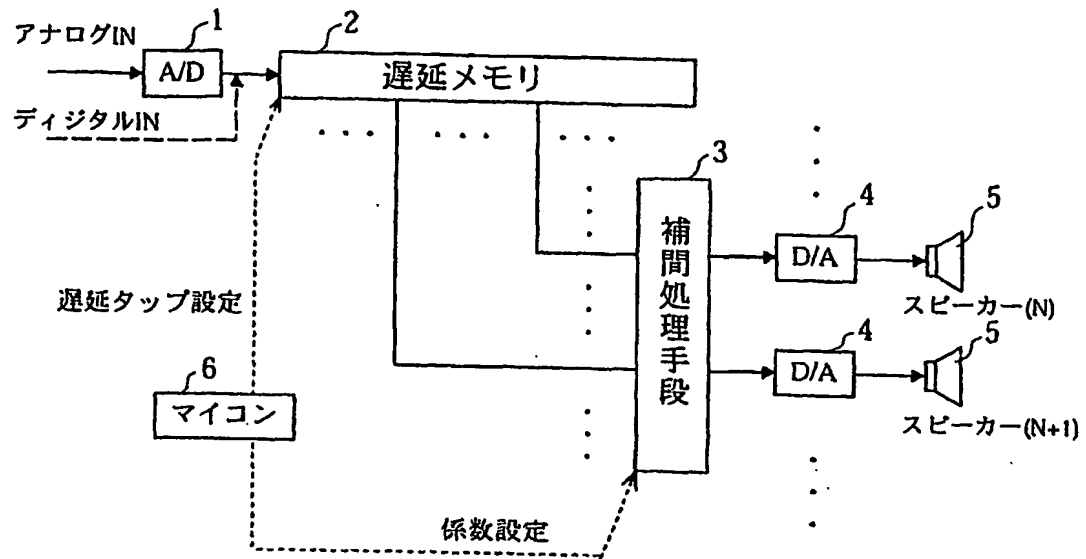 アナログIN
1
A/D
2
遅延メモリ
ディジタルIN
3
補間処理手段
4
D/A
5
スピーカー(N)
4
D/A
5
スピーカー(N+1)
遅延タップ設定
6
マイコン
係数設定